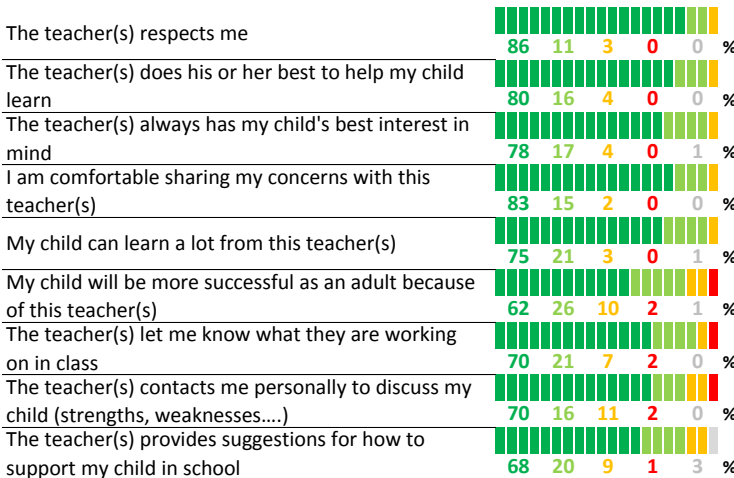 The teacher(s) respects me
86 11 3 0 0 %
The teacher(s) does his or her best to help my child
learn
80 16 4 0 0 %
The teacher(s) always has my child's best interest in
mind
78 17 4 0 1 %
I am comfortable sharing my concerns with this
teacher(s)
83 15 2 0 0 %
My child can learn a lot from this teacher(s)
75 21 3 0 1 %
My child will be more successful as an adult because
of this teacher(s)
62 26 10 2 1 %
The teacher(s) let me know what they are working
on in class
70 21 7 2 0 %
The teacher(s) contacts me personally to discuss my
child (strengths, weaknesses....)
70 16 11 2 0 %
The teacher(s) provides suggestions for how to
support my child in school
68 20 9 1 3 %